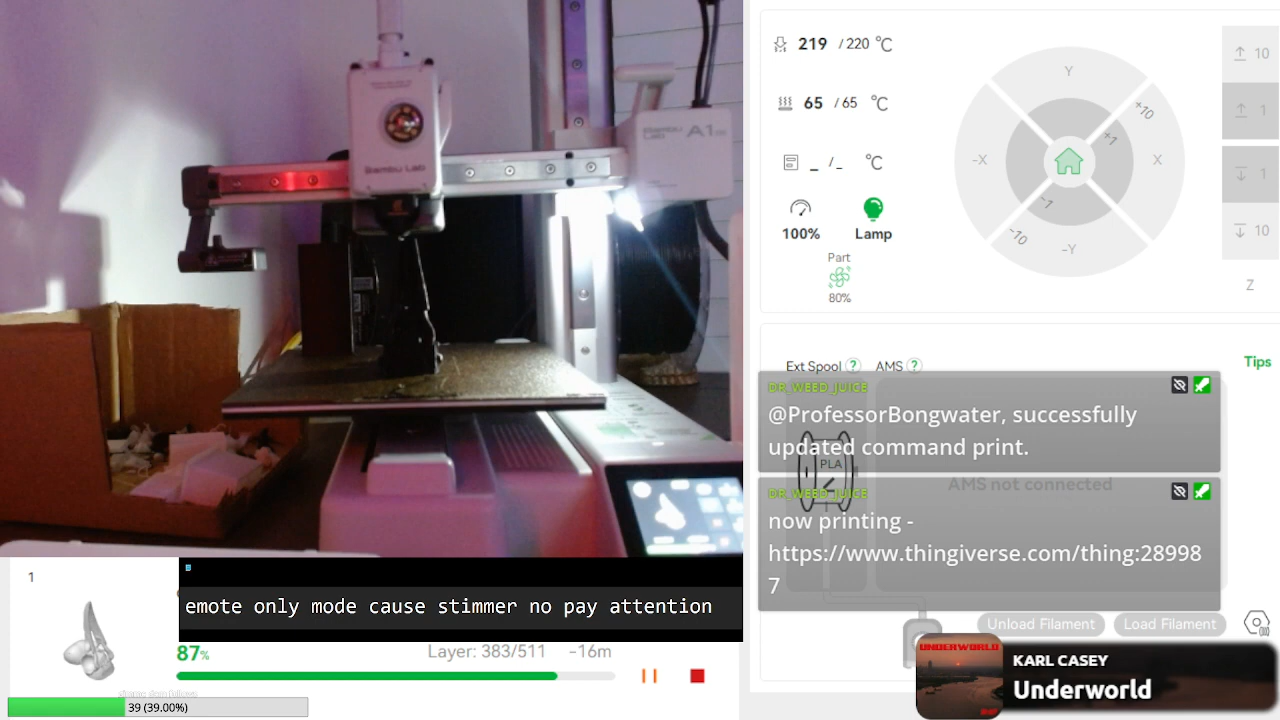 Bambu Lab
Bambu Lab
A1
219 / 220 °C
65 / 65 °C
_ / _ °C
100%
Lamp
Part
80%
Y
+10
+1
-X
X
-1
-10
-Y
10
1
1
10
Z
Ext Spool ?
AMS ?
Tips
DR_WEED_JUICE
@ProfessorBongwater, successfully
updated command print.
PLA
AMS not connected
DR_WEED_JUICE
now printing -
https://www.thingiverse.com/thing:28998
7
Unload Filament
Load Filament
UNDERWORLD
KARL CASEY
Underworld
1
emote only mode cause stimmer no pay attention
87%
Layer: 383/511
-16m
39 (39.00%)